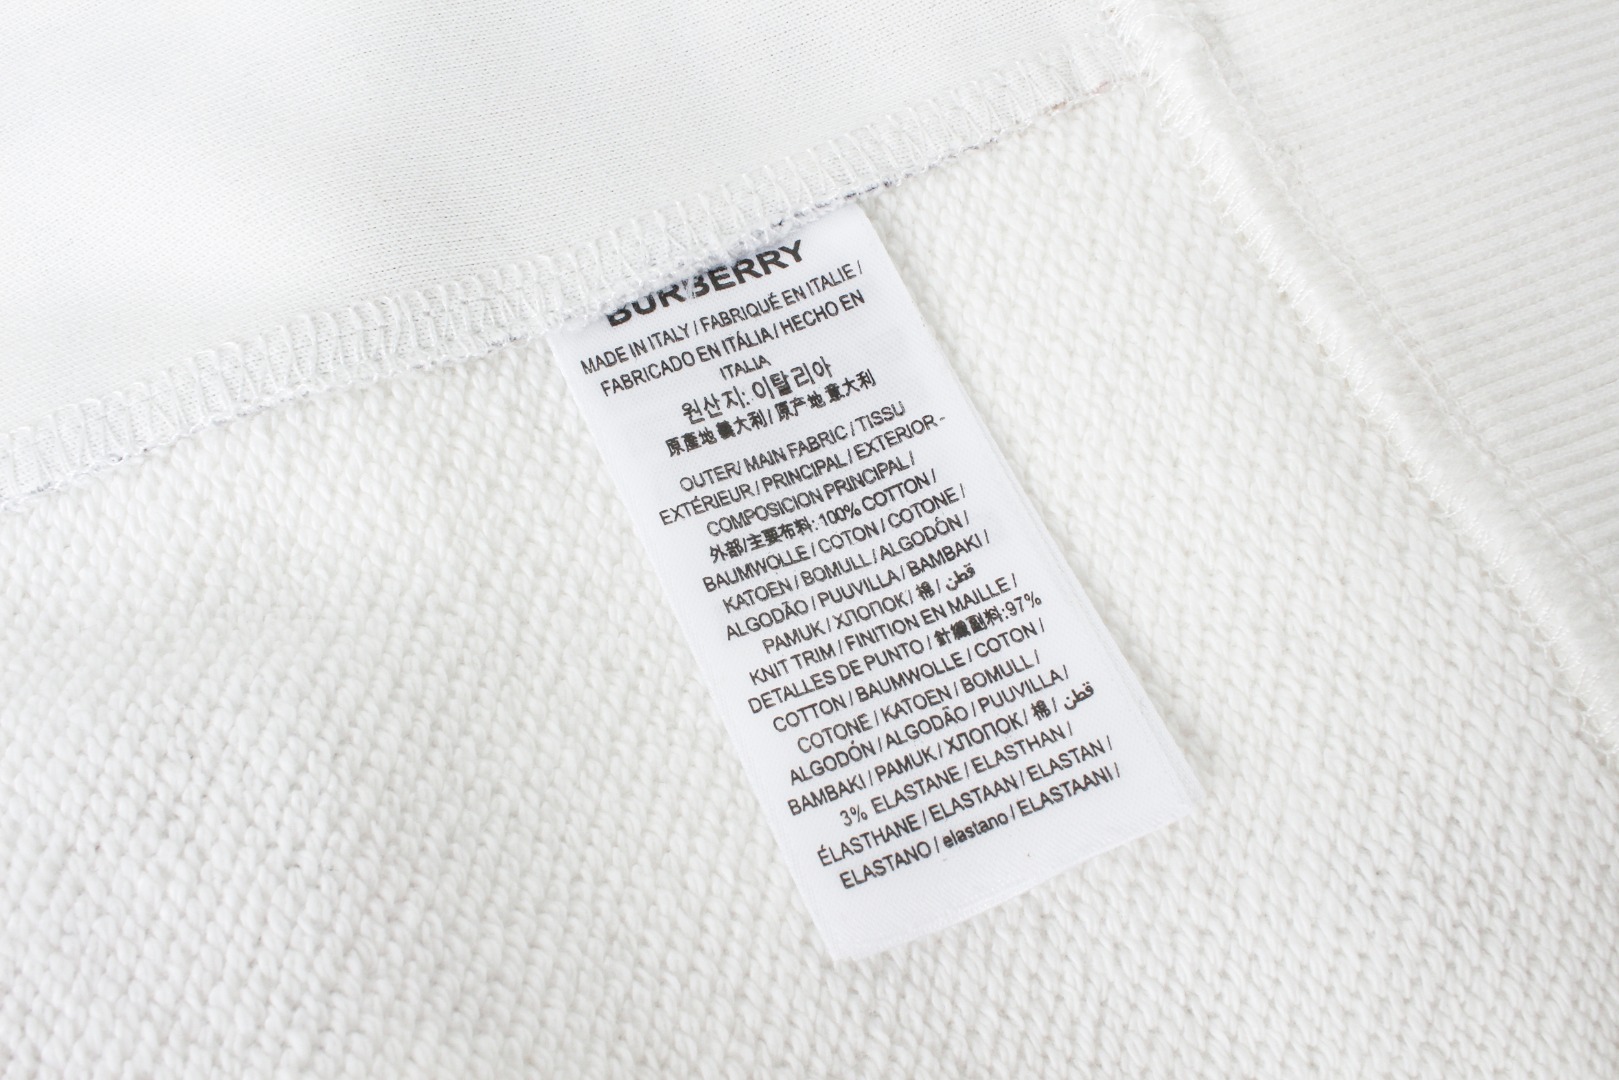 BURBERRY
MADE IN ITALY / FABRIQUÉ EN ITALIE /
FABRICADO EN ITÁLIA / HECHO EN
ITALIA
원산지: 이탈리아
原產地 義大利 / 原产地 意大利
OUTER/ MAIN FABRIC / TISSU
EXTÉRIEUR / PRINCIPAL / EXTERIOR -
COMPOSICION PRINCIPAL /
外部/主要布料: 100% COTTON /
BAUMWOLLE / COTON / COTONE /
KATOEN / BOMULL / ALGODÓN /
ALGODÃO / PUUVILLA / BAMBAKI /
PAMUK / ХЛОПОК / 棉 / قطن
KNIT TRIM / FINITION EN MAILLE /
DETALLES DE PUNTO / 針織副料:97%
COTTON / BAUMWOLLE / COTON /
COTONE / KATOEN / BOMULL /
ALGODÓN / ALGODÃO / PUUVILLA /
BAMBAKI / PAMUK / ХЛОПОК / 棉 / قطن
3% ELASTANE / ELASTHAN /
ÉLASTHANE / ELASTAAN / ELASTAN /
ELASTANO / elastano / ELASTAANI /